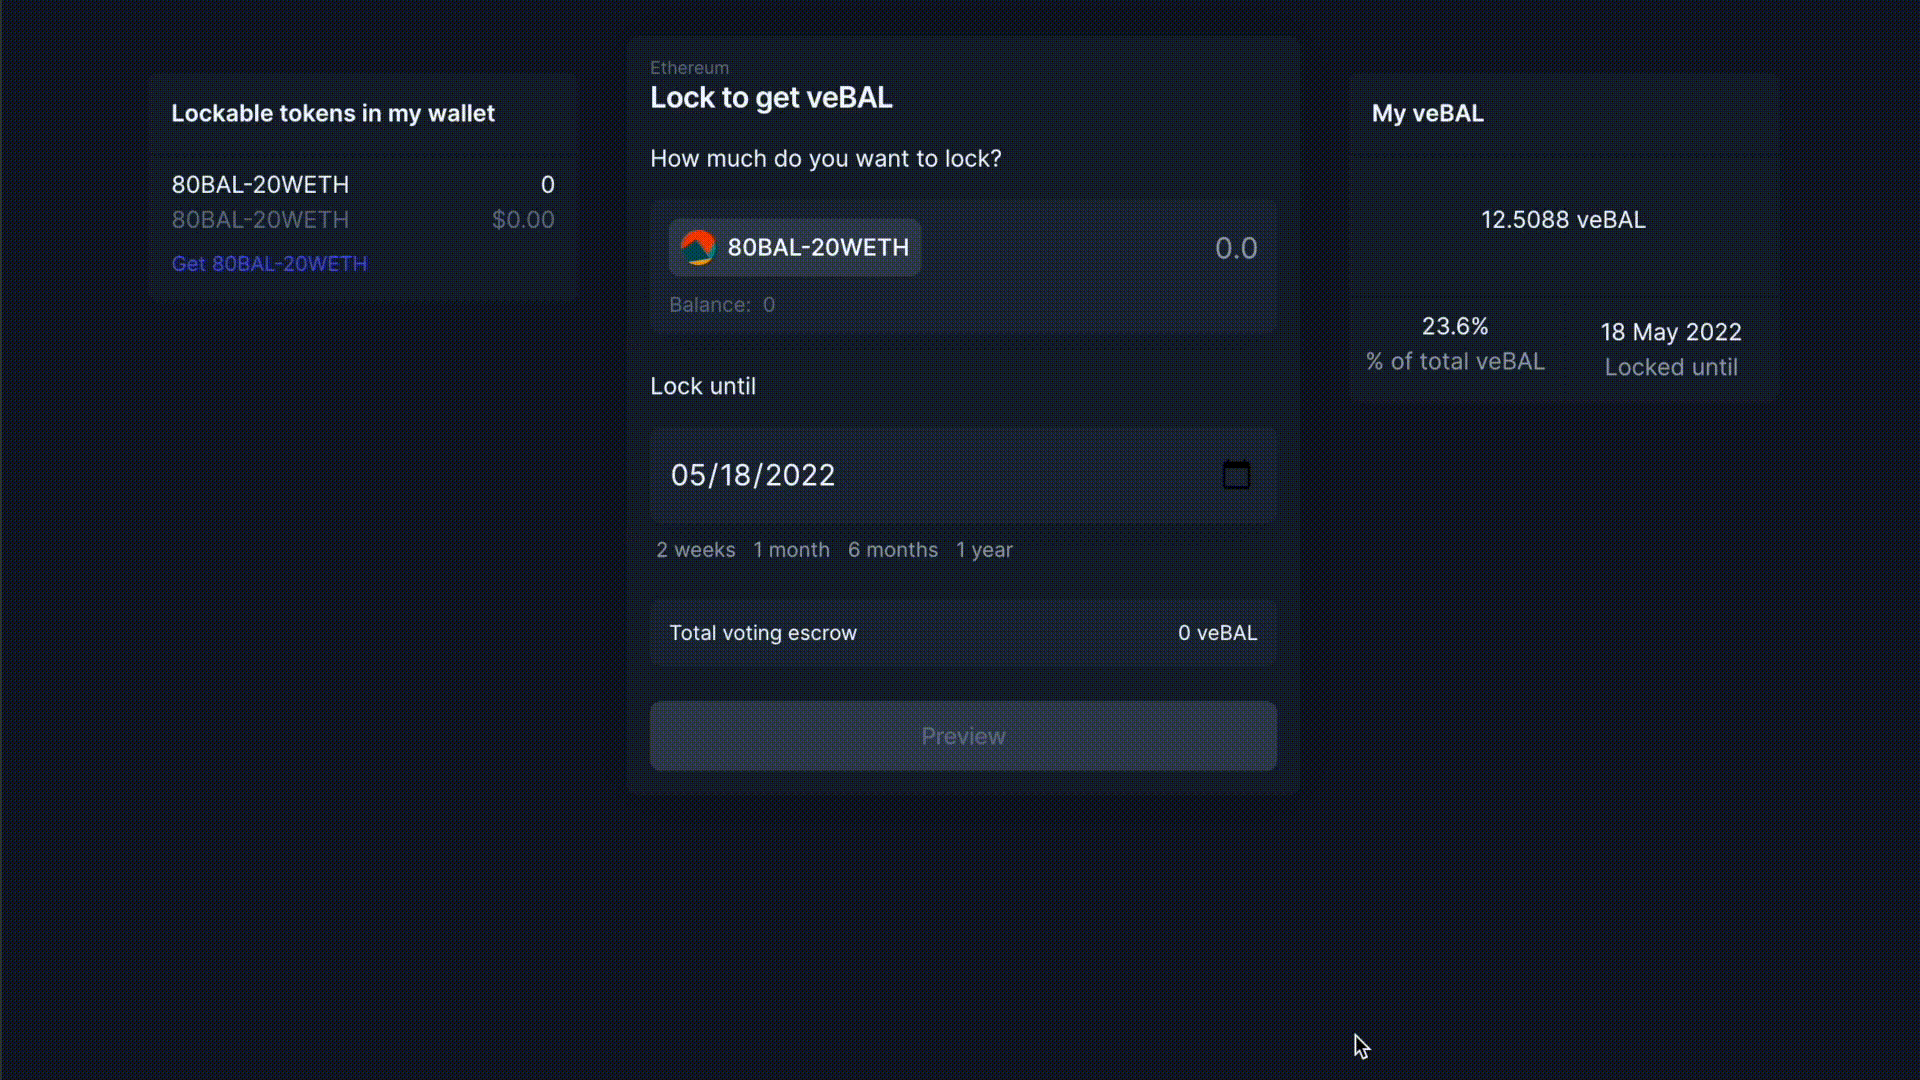 Lockable tokens in my wallet
80BAL-20WETH 0
80BAL-20WETH $0.00
Get 80BAL-20WETH
Ethereum
Lock to get veBAL
How much do you want to lock?
80BAL-20WETH 0.0
Balance: 0
Lock until
05/18/2022
2 weeks 1 month 6 months 1 year
Total voting escrow 0 veBAL
Preview
My veBAL
12.5088 veBAL
23.6%
% of total veBAL
18 May 2022
Locked until